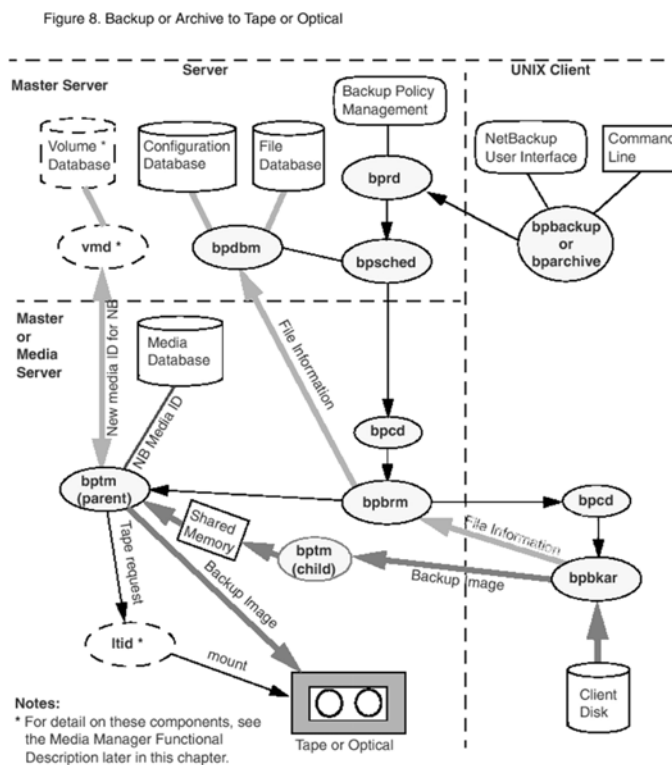 Figure 8. Backup or Archive to Tape or Optical
Server
UNIX Client
Master Server
Backup Policy
Management
Volume *
Database
Configuration
Database
File
Database
NetBackup
User Interface
Command
Line
bprd
vmd *
bpdbm
bpsched
bpbackup
or
bparchive
Master
or
Media
Server
New media ID for NB
Media
Database
File Information
NB Media ID
bpcd
bptm
(parent)
bpbrm
bpcd
Shared
Memory
File Information
Tape request
bptm
(child)
Backup Image
bpbkar
Backup Image
ltid *
mount
Client
Disk
Tape or Optical
Notes:
* For detail on these components, see
the Media Manager Functional
Description later in this chapter.